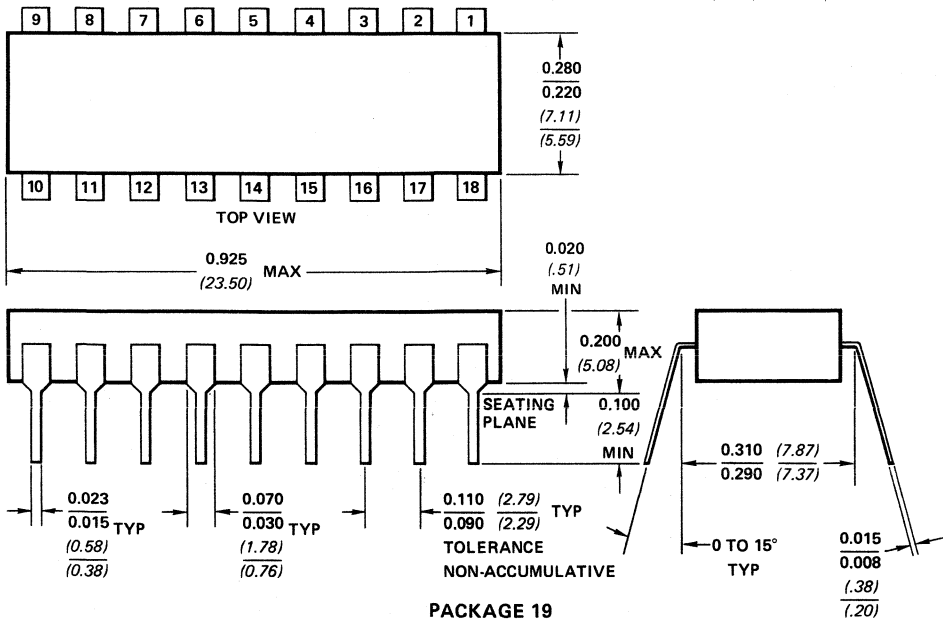 9 8 7 6 5 4 3 2 1
0.280
0.220
(7.11)
(5.59)
10 11 12 13 14 15 16 17 18
TOP VIEW
0.925
(23.50)
MAX
0.020
(.51)
MIN
0.200
(5.08)
MAX
SEATING
PLANE
0.100
(2.54)
MIN
0.310 (7.87)
0.290 (7.37)
0.023
0.015 TYP
(0.58)
(0.38)
0.070
0.030 TYP
(1.78)
(0.76)
0.110 (2.79)
0.090 (2.29)
TYP
TOLERANCE
NON-ACCUMULATIVE
0 TO 15°
TYP
0.015
0.008
(.38)
(.20)
PACKAGE 19